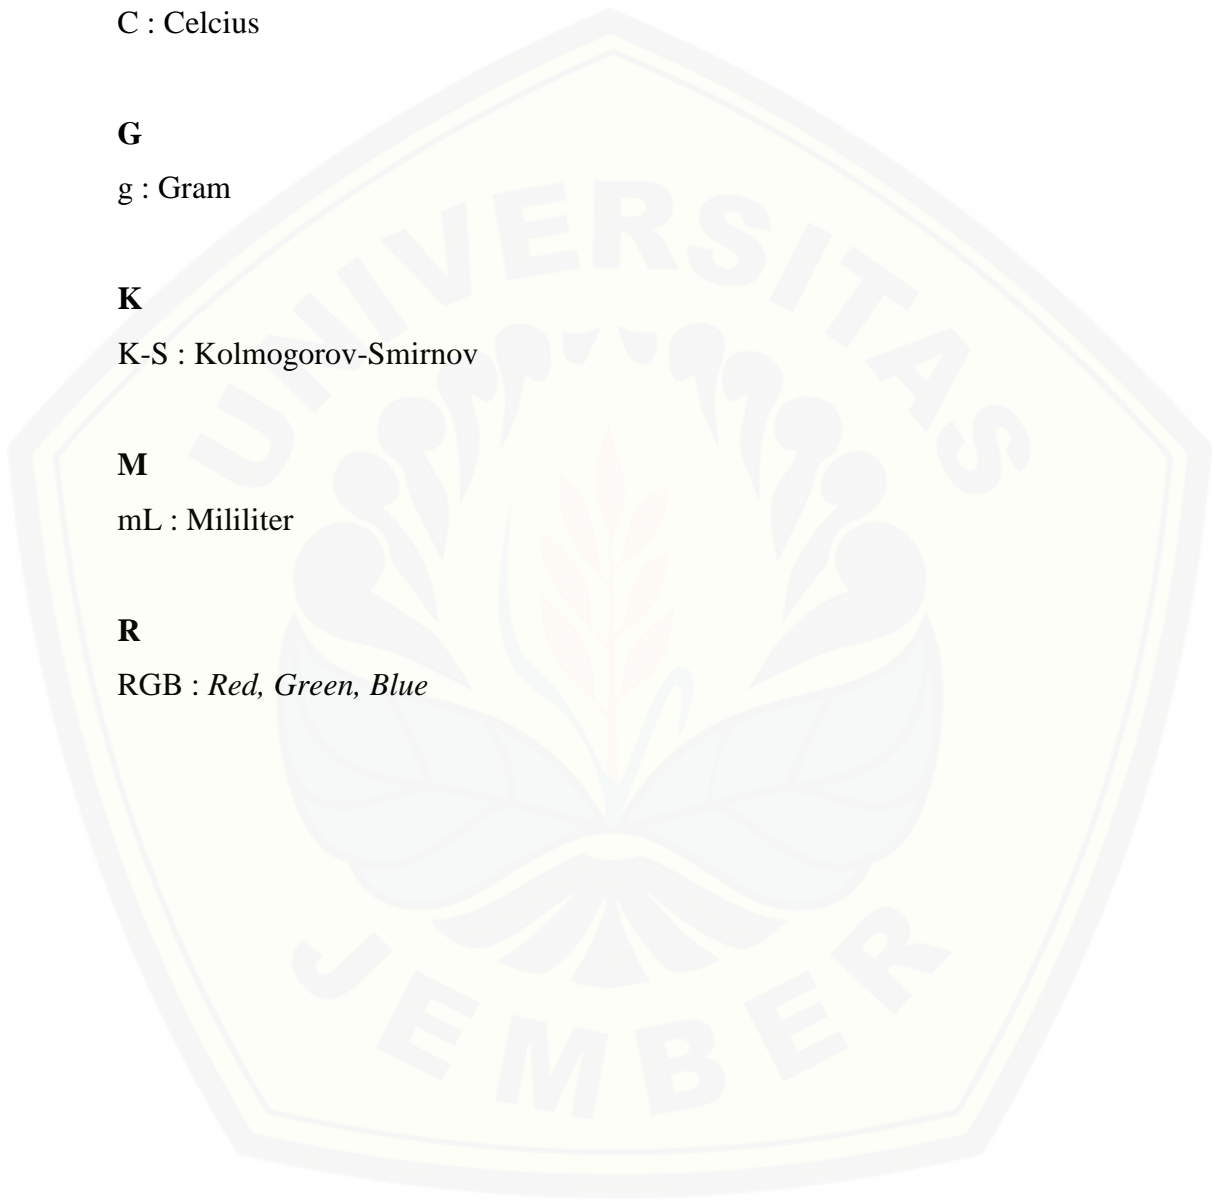 C : Celcius
G
g : Gram
K
K-S : Kolmogorov-Smirnov
M
mL : Mililiter
R
RGB : Red, Green, Blue
UNIVERSITAS
JEMBER